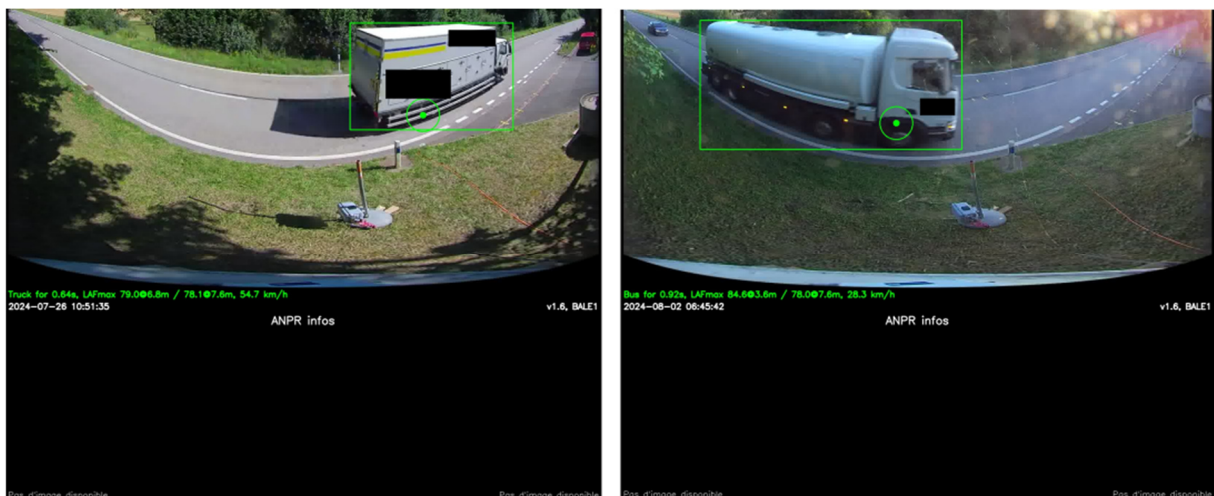 Truck for 0.64s, LAFmax 79.0@6.8m / 78.1@7.6m, 54.7 km/h
2024-07-26 10:51:35
v1.6, BALE1
ANPR infos
Pas d'image disponible
Pas d'image disponible
Bus for 0.92s, LAFmax 84.6@3.6m / 78.0@7.6m, 28.3 km/h
2024-08-02 06:45:42
v1.6, BALE1
ANPR infos
Pas d'image disponible
Pas d'image disponible